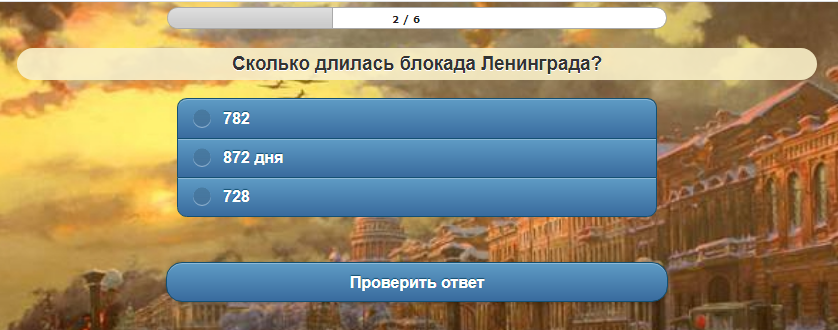 2 / 6
Сколько длилась блокада Ленинграда?
782
872 дня
728
Проверить ответ